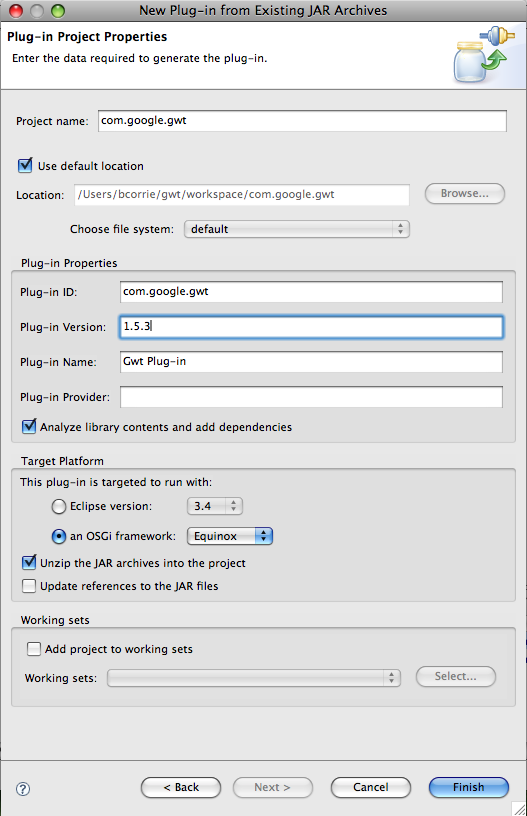 New Plug-in from Existing JAR Archives
Plug-in Project Properties
Enter the data required to generate the plug-in.
Project name: com.google.gwt
Use default location
Location: /Users/bcorrie/gwt/workspace/com.google.gwt Browse...
Choose file system: default
Plug-in Properties
Plug-in ID: com.google.gwt
Plug-in Version: 1.5.3
Plug-in Name: Gwt Plug-in
Plug-in Provider:
Analyze library contents and add dependencies
Target Platform
This plug-in is targeted to run with:
Eclipse version: 3.4
an OSGi framework: Equinox
Unzip the JAR archives into the project
Update references to the JAR files
Working sets
Add project to working sets
Working sets: Select...
? < Back Next > Cancel Finish